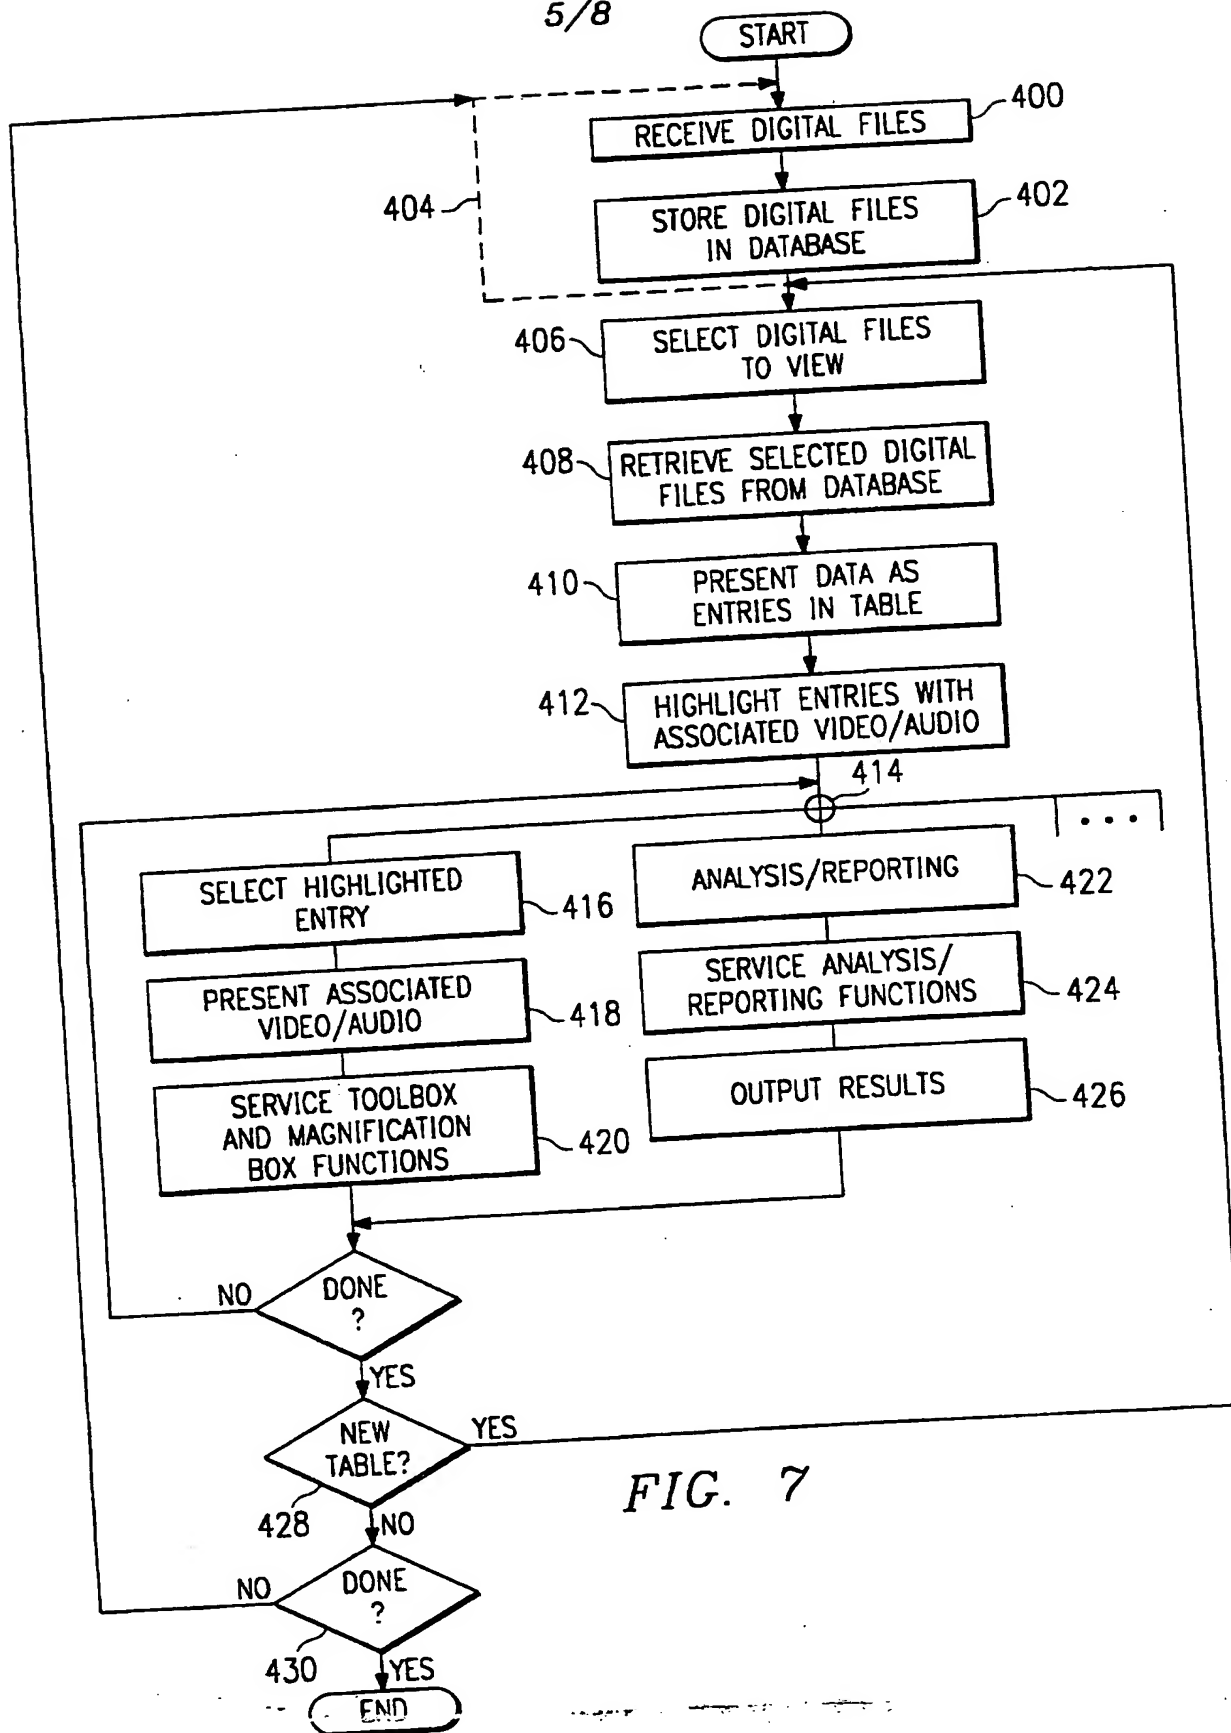 5/8
START
RECEIVE DIGITAL FILES
400
STORE DIGITAL FILES
IN DATABASE
402
404
406
SELECT DIGITAL FILES
TO VIEW
408
RETRIEVE SELECTED DIGITAL
FILES FROM DATABASE
410
PRESENT DATA AS
ENTRIES IN TABLE
412
HIGHLIGHT ENTRIES WITH
ASSOCIATED VIDEO/AUDIO
414
...
SELECT HIGHLIGHTED
ENTRY
416
ANALYSIS/REPORTING
422
PRESENT ASSOCIATED
VIDEO/AUDIO
418
SERVICE ANALYSIS/
REPORTING FUNCTIONS
424
SERVICE TOOLBOX
AND MAGNIFICATION
BOX FUNCTIONS
420
OUTPUT RESULTS
426
NO
DONE
?
YES
NEW
TABLE?
YES
428
NO
FIG. 7
NO
DONE
?
430
YES
END